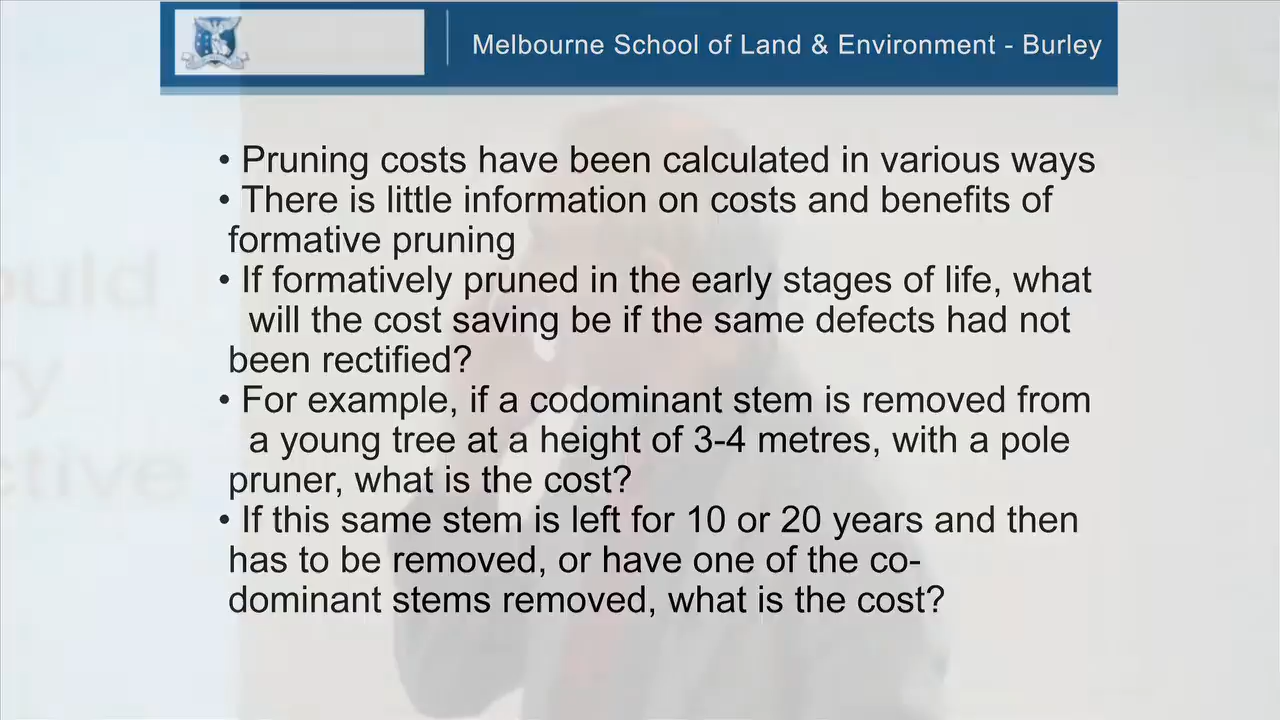 Melbourne School of Land & Environment - Burley
• Pruning costs have been calculated in various ways
• There is little information on costs and benefits of
formative pruning
• If formatively pruned in the early stages of life, what
will the cost saving be if the same defects had not
been rectified?
• For example, if a codominant stem is removed from
a young tree at a height of 3-4 metres, with a pole
pruner, what is the cost?
• If this same stem is left for 10 or 20 years and then
has to be removed, or have one of the co-
dominant stems removed, what is the cost?